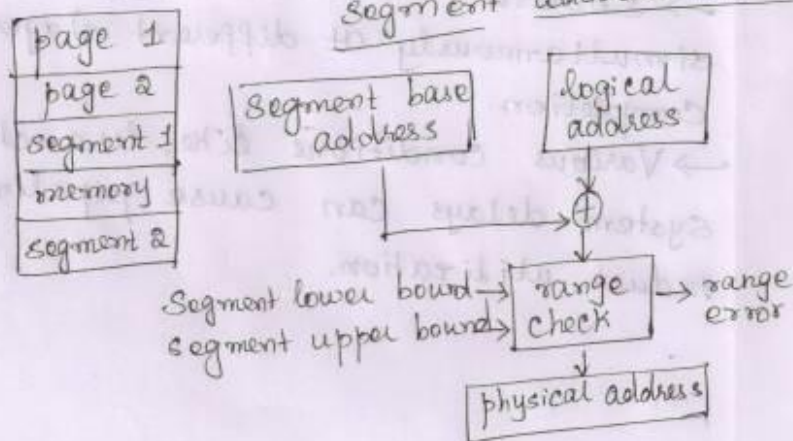 segment
page 1
page 2
segment 1
memory
segment 2
segment base
address
logical
address
+
Segment lower bound
segment upper bound
range
check
range
error
physical address